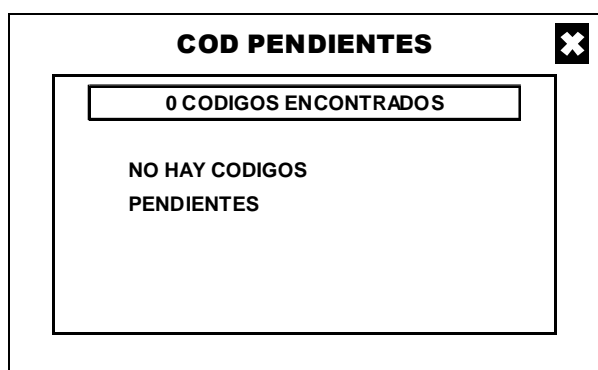 COD PENDIENTES
0 CODIGOS ENCONTRADOS
NO HAY CODIGOS
PENDIENTES